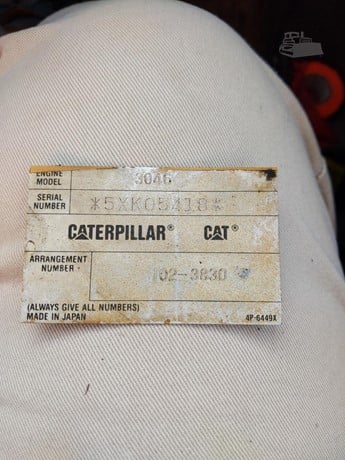 ENGINE
MODEL 3046
SERIAL
NUMBER *5XK05418*
CATERPILLAR® CAT®
ARRANGEMENT
NUMBER 102-3830
(ALWAYS GIVE ALL NUMBERS)
MADE IN JAPAN 4P-6449X